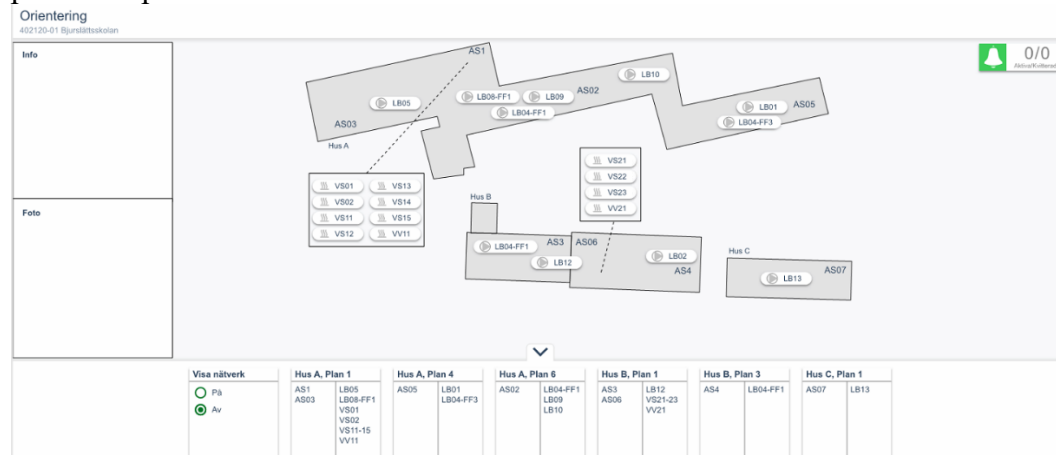 Orientering
402120-01 Bjurslättsskolan
Info
Foto
0/0
AS1
LB10
LB05
LB08-FF1
LB09
AS02
LB04-FF1
LB01
AS05
LB04-FF3
AS03
Hus A
VS01
VS13
VS02
VS14
VS11
VS15
VS12
VV11
VS21
VS22
VS23
VV21
Hus B
LB04-FF1
AS3
AS06
LB12
LB02
AS4
Hus C
AS07
LB13
Visa nätverk
På
Av
Hus A, Plan 1
AS1
AS03
LB05
LB08-FF1
VS01
VS02
VS11-15
VV11
Hus A, Plan 4
AS05
LB01
LB04-FF3
Hus A, Plan 6
AS02
LB04-FF1
LB09
LB10
Hus B, Plan 1
AS3
AS06
LB12
VS21-23
VV21
Hus B, Plan 3
AS4
LB04-FF1
Hus C, Plan 1
AS07
LB13